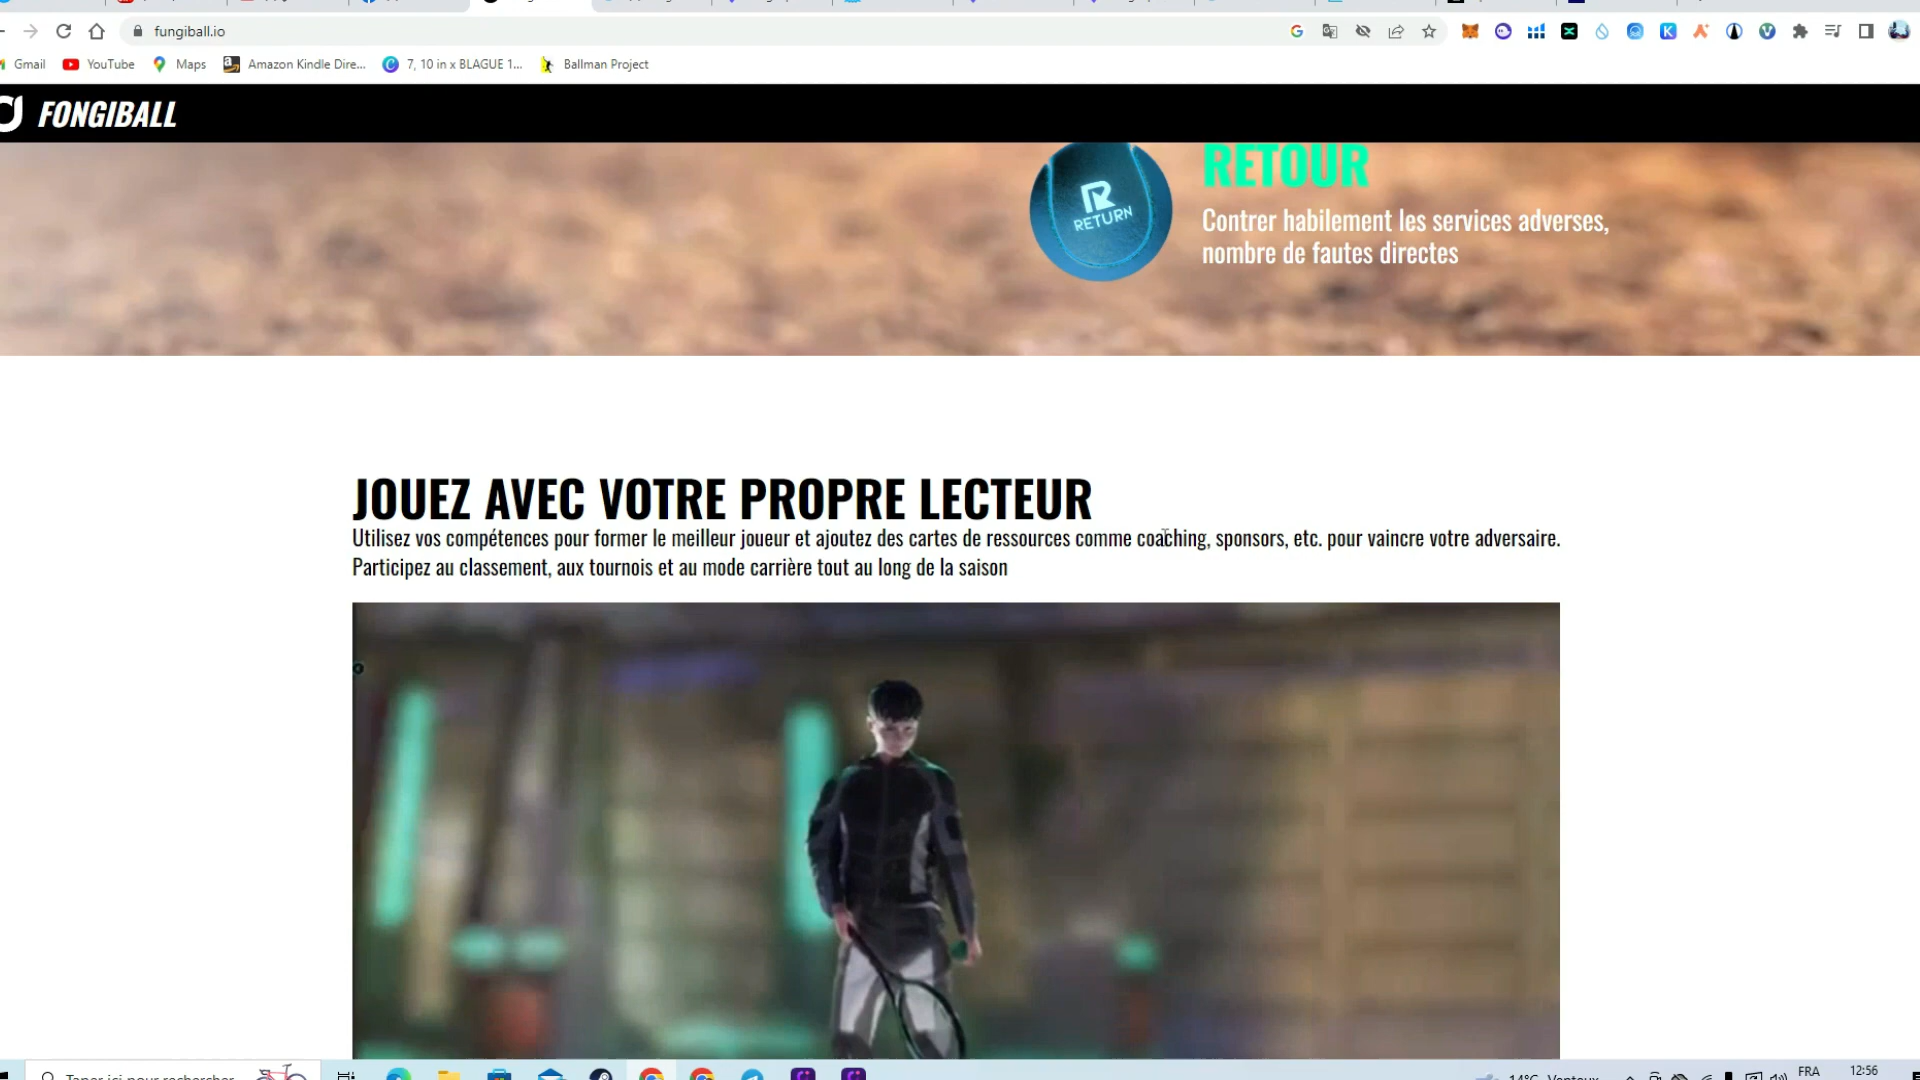 fungiball.io
Gmail
YouTube
Maps
Amazon Kindle Dire...
7, 10 in x BLAGUE 1...
Ballman Project
FONGIBALL
R
RETURN
RETOUR
Contrer habilement les services adverses,
nombre de fautes directes
JOUEZ AVEC VOTRE PROPRE LECTEUR
Utilisez vos compétences pour former le meilleur joueur et ajoutez des cartes de ressources comme coaching, sponsors, etc. pour vaincre votre adversaire.
Participez au classement, aux tournois et au mode carrière tout au long de la saison
Taper ici pour rechercher
14°C Venteux
FRA
12:56